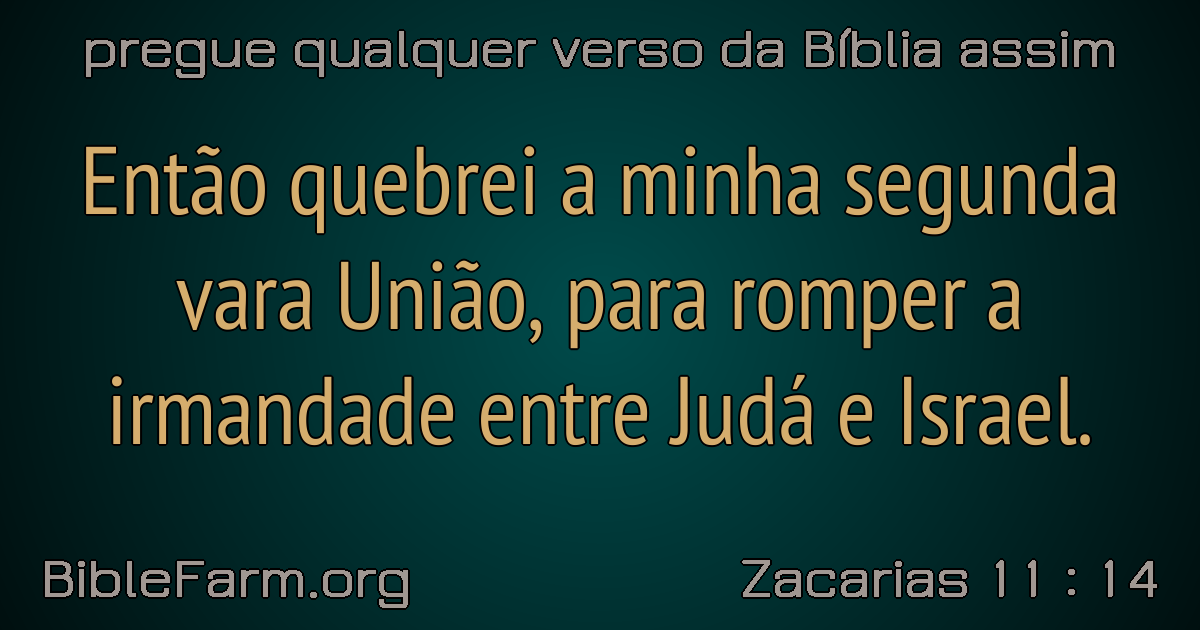 pregue qualquer verso da Bíblia assim
Então quebrei a minha segunda
vara União, para romper a
irmandade entre Judá e Israel.
BibleFarm.org
Zacarias 11 : 14